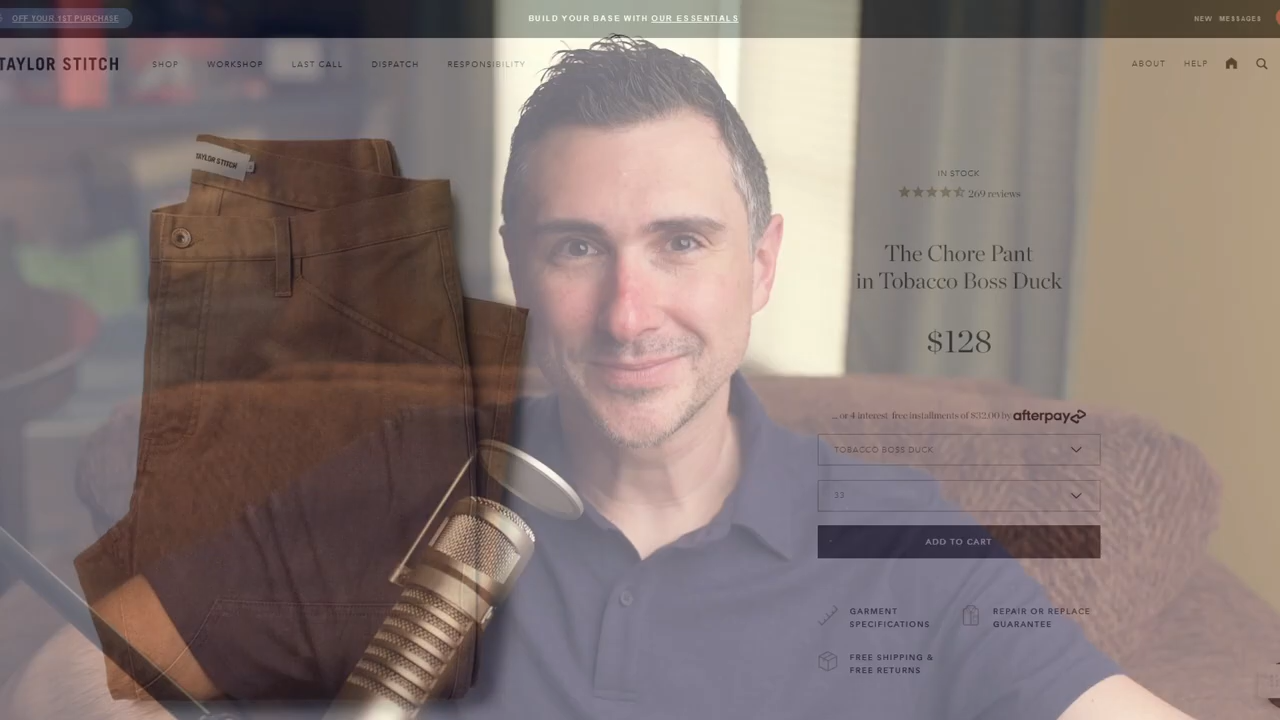 OFF YOUR 1ST PURCHASE
BUILD YOUR BASE WITH OUR ESSENTIALS
NEW MESSAGES
TAYLOR STITCH
SHOP
WORKSHOP
LAST CALL
DISPATCH
RESPONSIBILITY
ABOUT
HELP
TAYLOR STITCH
IN STOCK
269 reviews
The Chore Pant
in Tobacco Boss Duck
$128
... or 4 interest-free installments of $32.00 by afterpay
TOBACCO BOSS DUCK
33
ADD TO CART
GARMENT
SPECIFICATIONS
REPAIR OR REPLACE
GUARANTEE
FREE SHIPPING &
FREE RETURNS